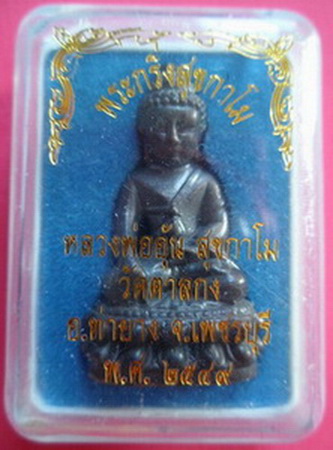 พระกริ่งสุขกาโม
หลวงพ่ออุ้น สุขกาโม
วัดตาลกง
อ.ท่ายาง จ.เพชรบุรี
พ.ศ. ๒๕๔๙